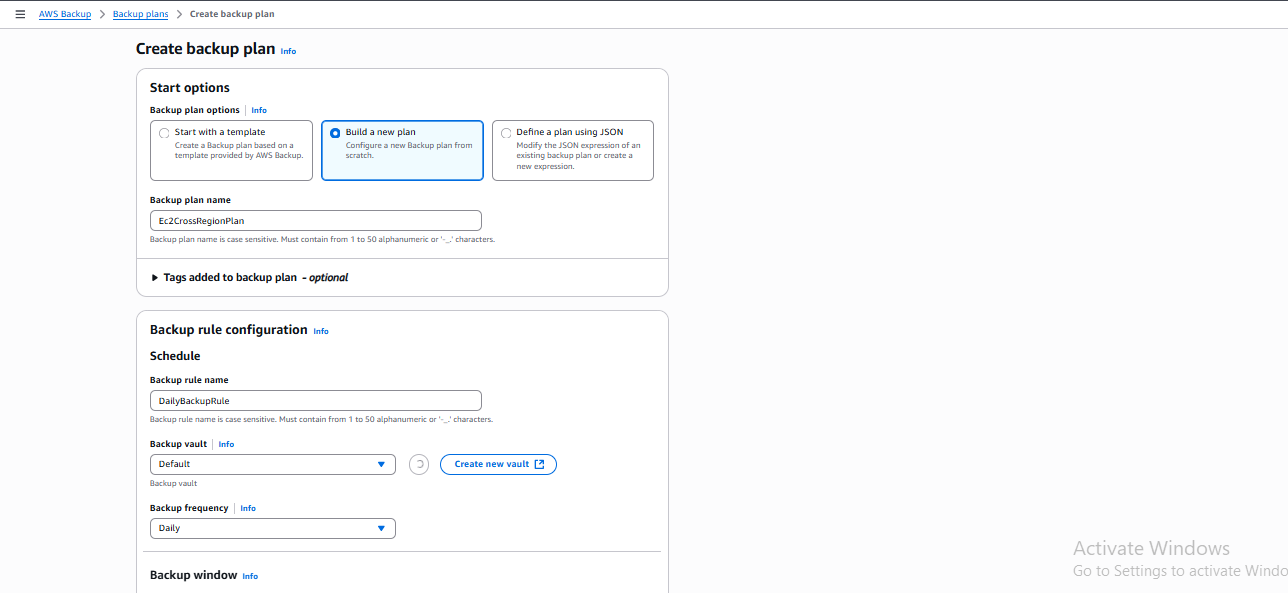 AWS Backup > Backup plans > Create backup plan
Create backup plan Info
Start options
Backup plan options | Info
Start with a template
Create a Backup plan based on a
template provided by AWS Backup.
Build a new plan
Configure a new Backup plan from
scratch.
Define a plan using JSON
Modify the JSON expression of an
existing backup plan or create a
new expression.
Backup plan name
Ec2CrossRegionPlan
Backup plan name is case sensitive. Must contain from 1 to 50 alphanumeric or '-_.' characters.
Tags added to backup plan - optional
Backup rule configuration Info
Schedule
Backup rule name
DailyBackupRule
Backup rule name is case sensitive. Must contain from 1 to 50 alphanumeric or '-_.' characters.
Backup vault | Info
Default
Create new vault
Backup vault
Backup frequency | Info
Daily
Backup window Info
Activate Windows
Go to Settings to activate Windo